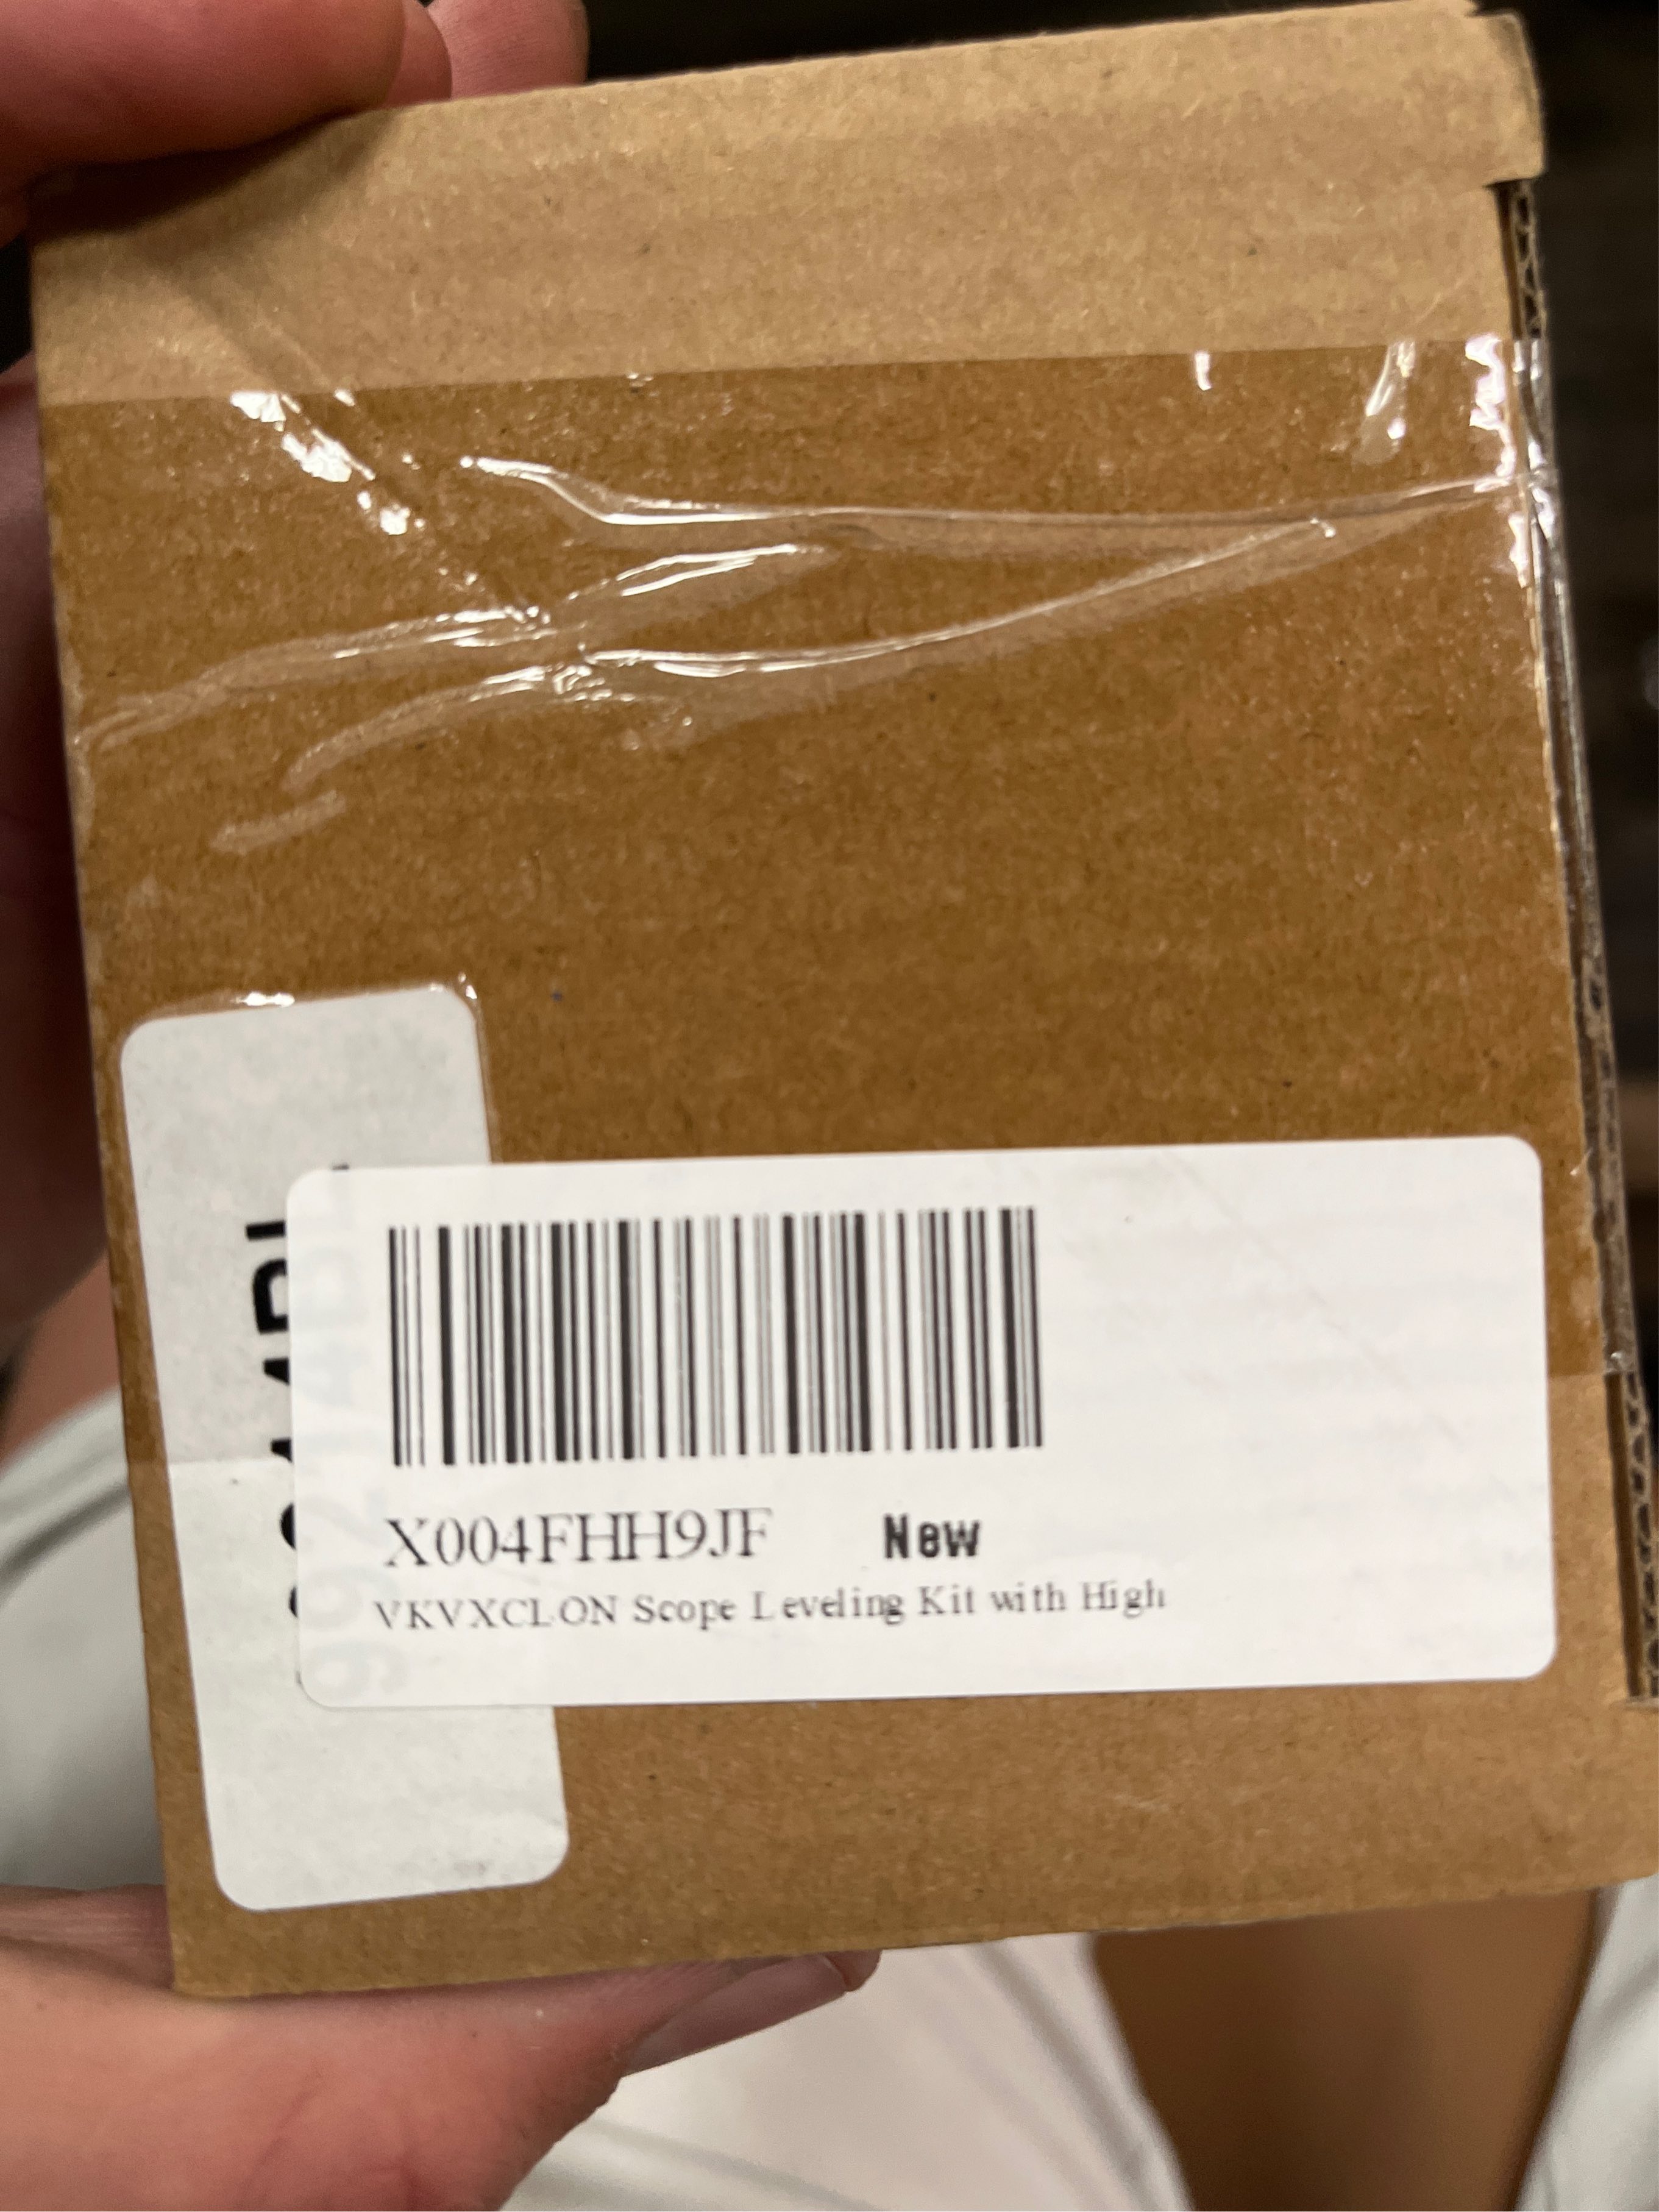 X004FHH9JF New
VKVXCLON Scope Leveling Kit with High